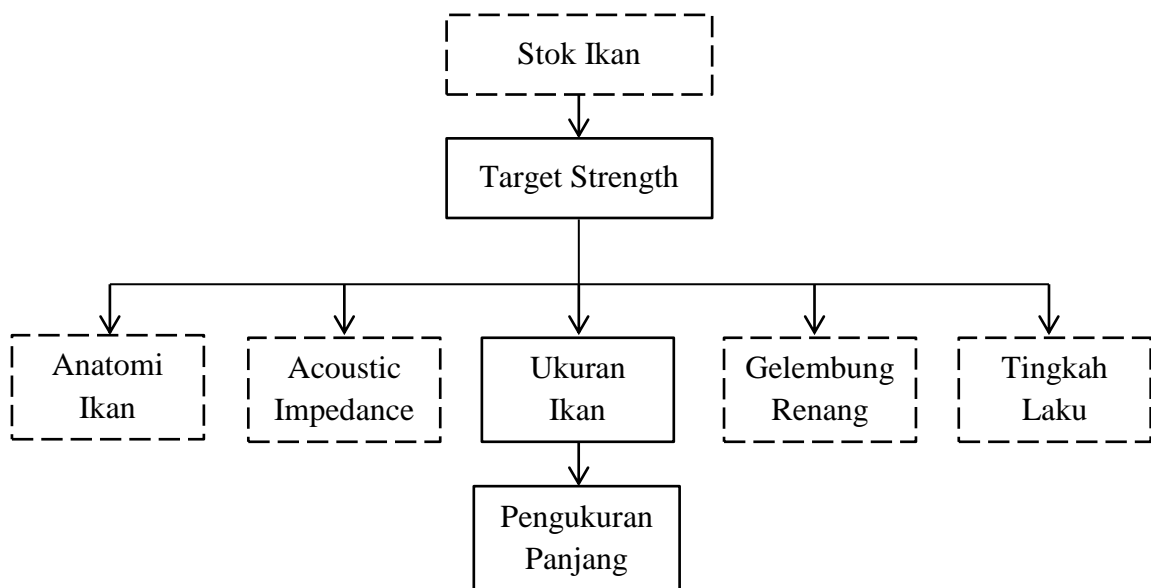 Stok Ikan
Target Strength
Anatomi
Ikan
Acoustic
Impedance
Ukuran
Ikan
Gelembung
Renang
Tingkah
Laku
Pengukuran
Panjang